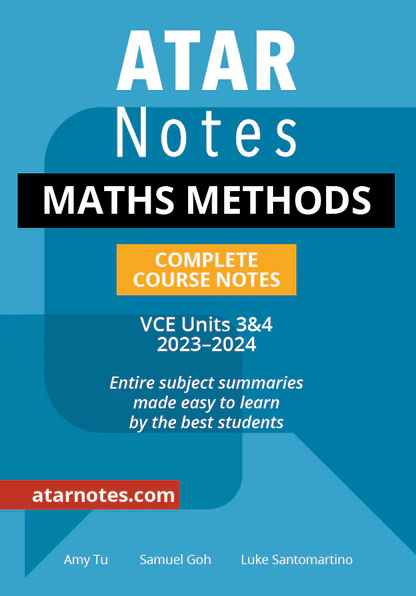 ATAR
Notes
MATHS METHODS
COMPLETE
COURSE NOTES
VCE Units 3&4
2023–2024
Entire subject summaries
made easy to learn
by the best students
atarnotes.com
Amy Tu Samuel Goh Luke Santomartino